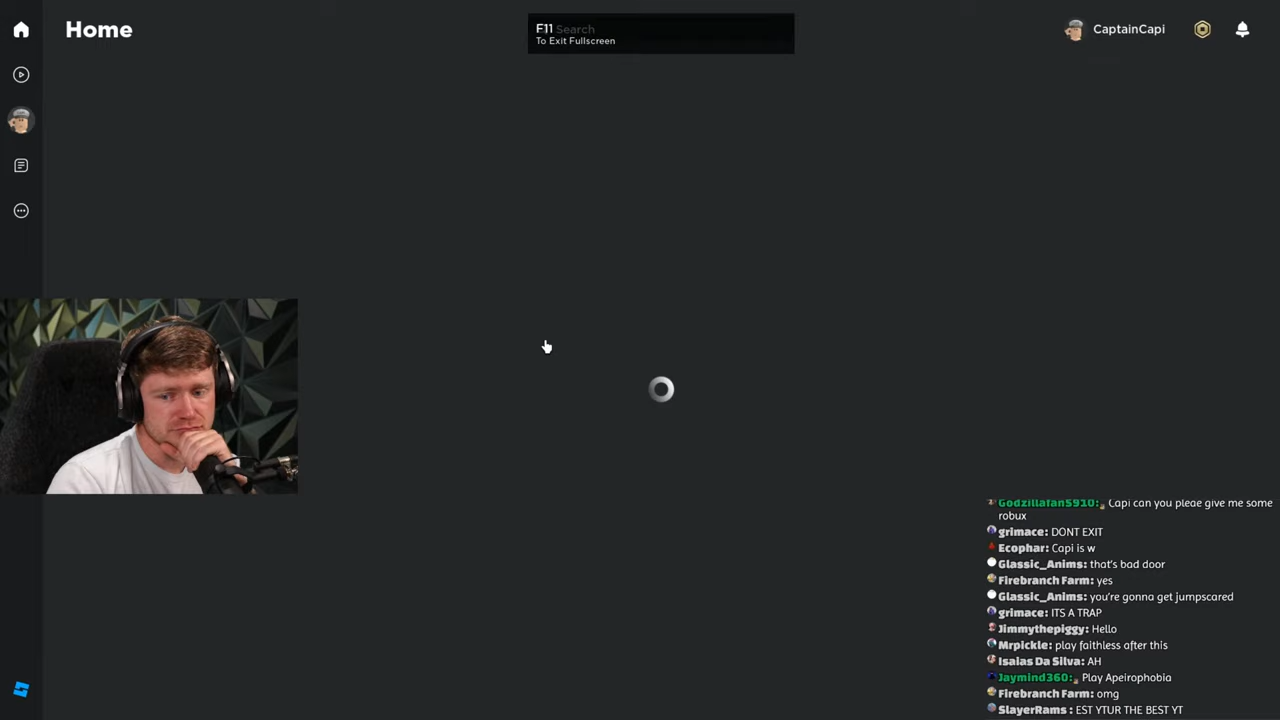 Home
F11 Search
To Exit Fullscreen
CaptainCapi
Godzillafan5910: Capi can you pleae give me some
robux
grimace: DONT EXIT
Ecophar: Capi is w
Glassic_Anims: that's bad door
Firebranch Farm: yes
Glassic_Anims: you're gonna get jumpscared
grimace: ITS A TRAP
Jimmythepiggy: Hello
Mrpickle: play faithless after this
Isaias Da Silva: AH
Jaymind360: Play Apeirophobia
Firebranch Farm: omg
SlayerRams : EST YTUR THE BEST YT